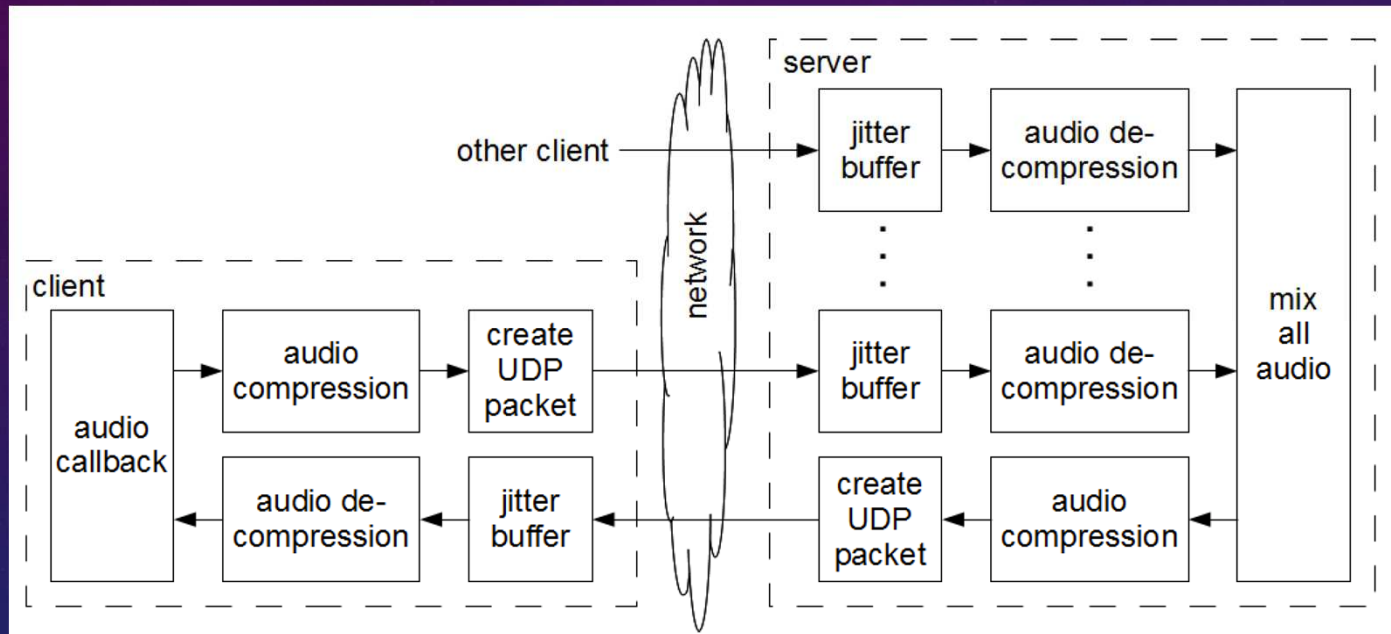 server
other client
jitter
buffer
audio de-
compression
network
client
audio
callback
audio
compression
create
UDP
packet
jitter
buffer
audio de-
compression
mix
all
audio
audio de-
compression
jitter
buffer
create
UDP
packet
audio
compression